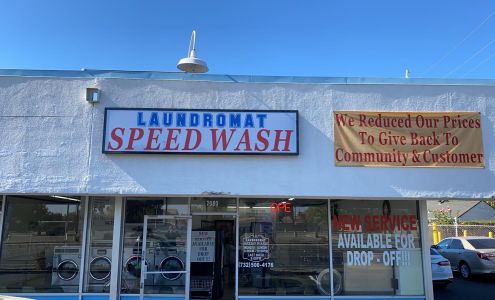 LAUNDROMAT
SPEED WASH
We Reduced Our Prices
To Give Back To
Community & Customer
NEW SERVICE
AVAILABLE FOR
DROP - OFF!!!